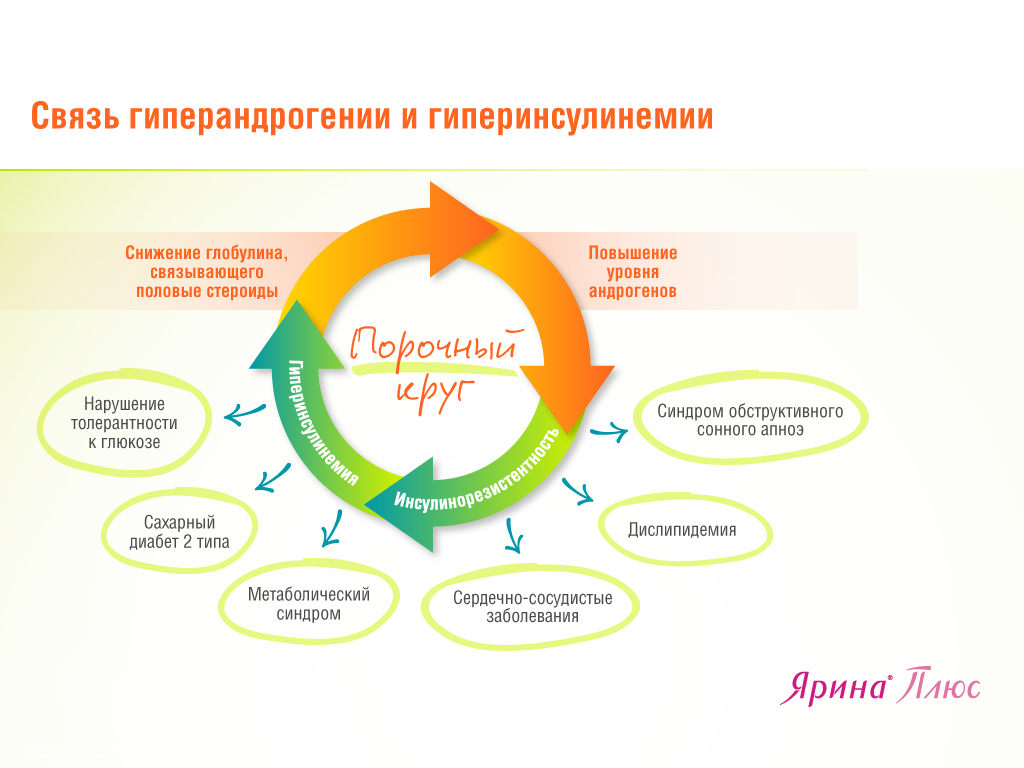 Связь гиперандрогении и гиперинсулинемии
Снижение глобулина,
связывающего
половые стероиды
Повышение
уровня
андрогенов
Порочный
круг
Гиперинсулинемия
Инсулинорезистентность
Нарушение
толерантности
к глюкозе
Синдром обструктивного
сонного апноэ
Сахарный
диабет 2 типа
Дислипидемия
Метаболический
синдром
Сердечно-сосудистые
заболевания
Ярина® Плюс